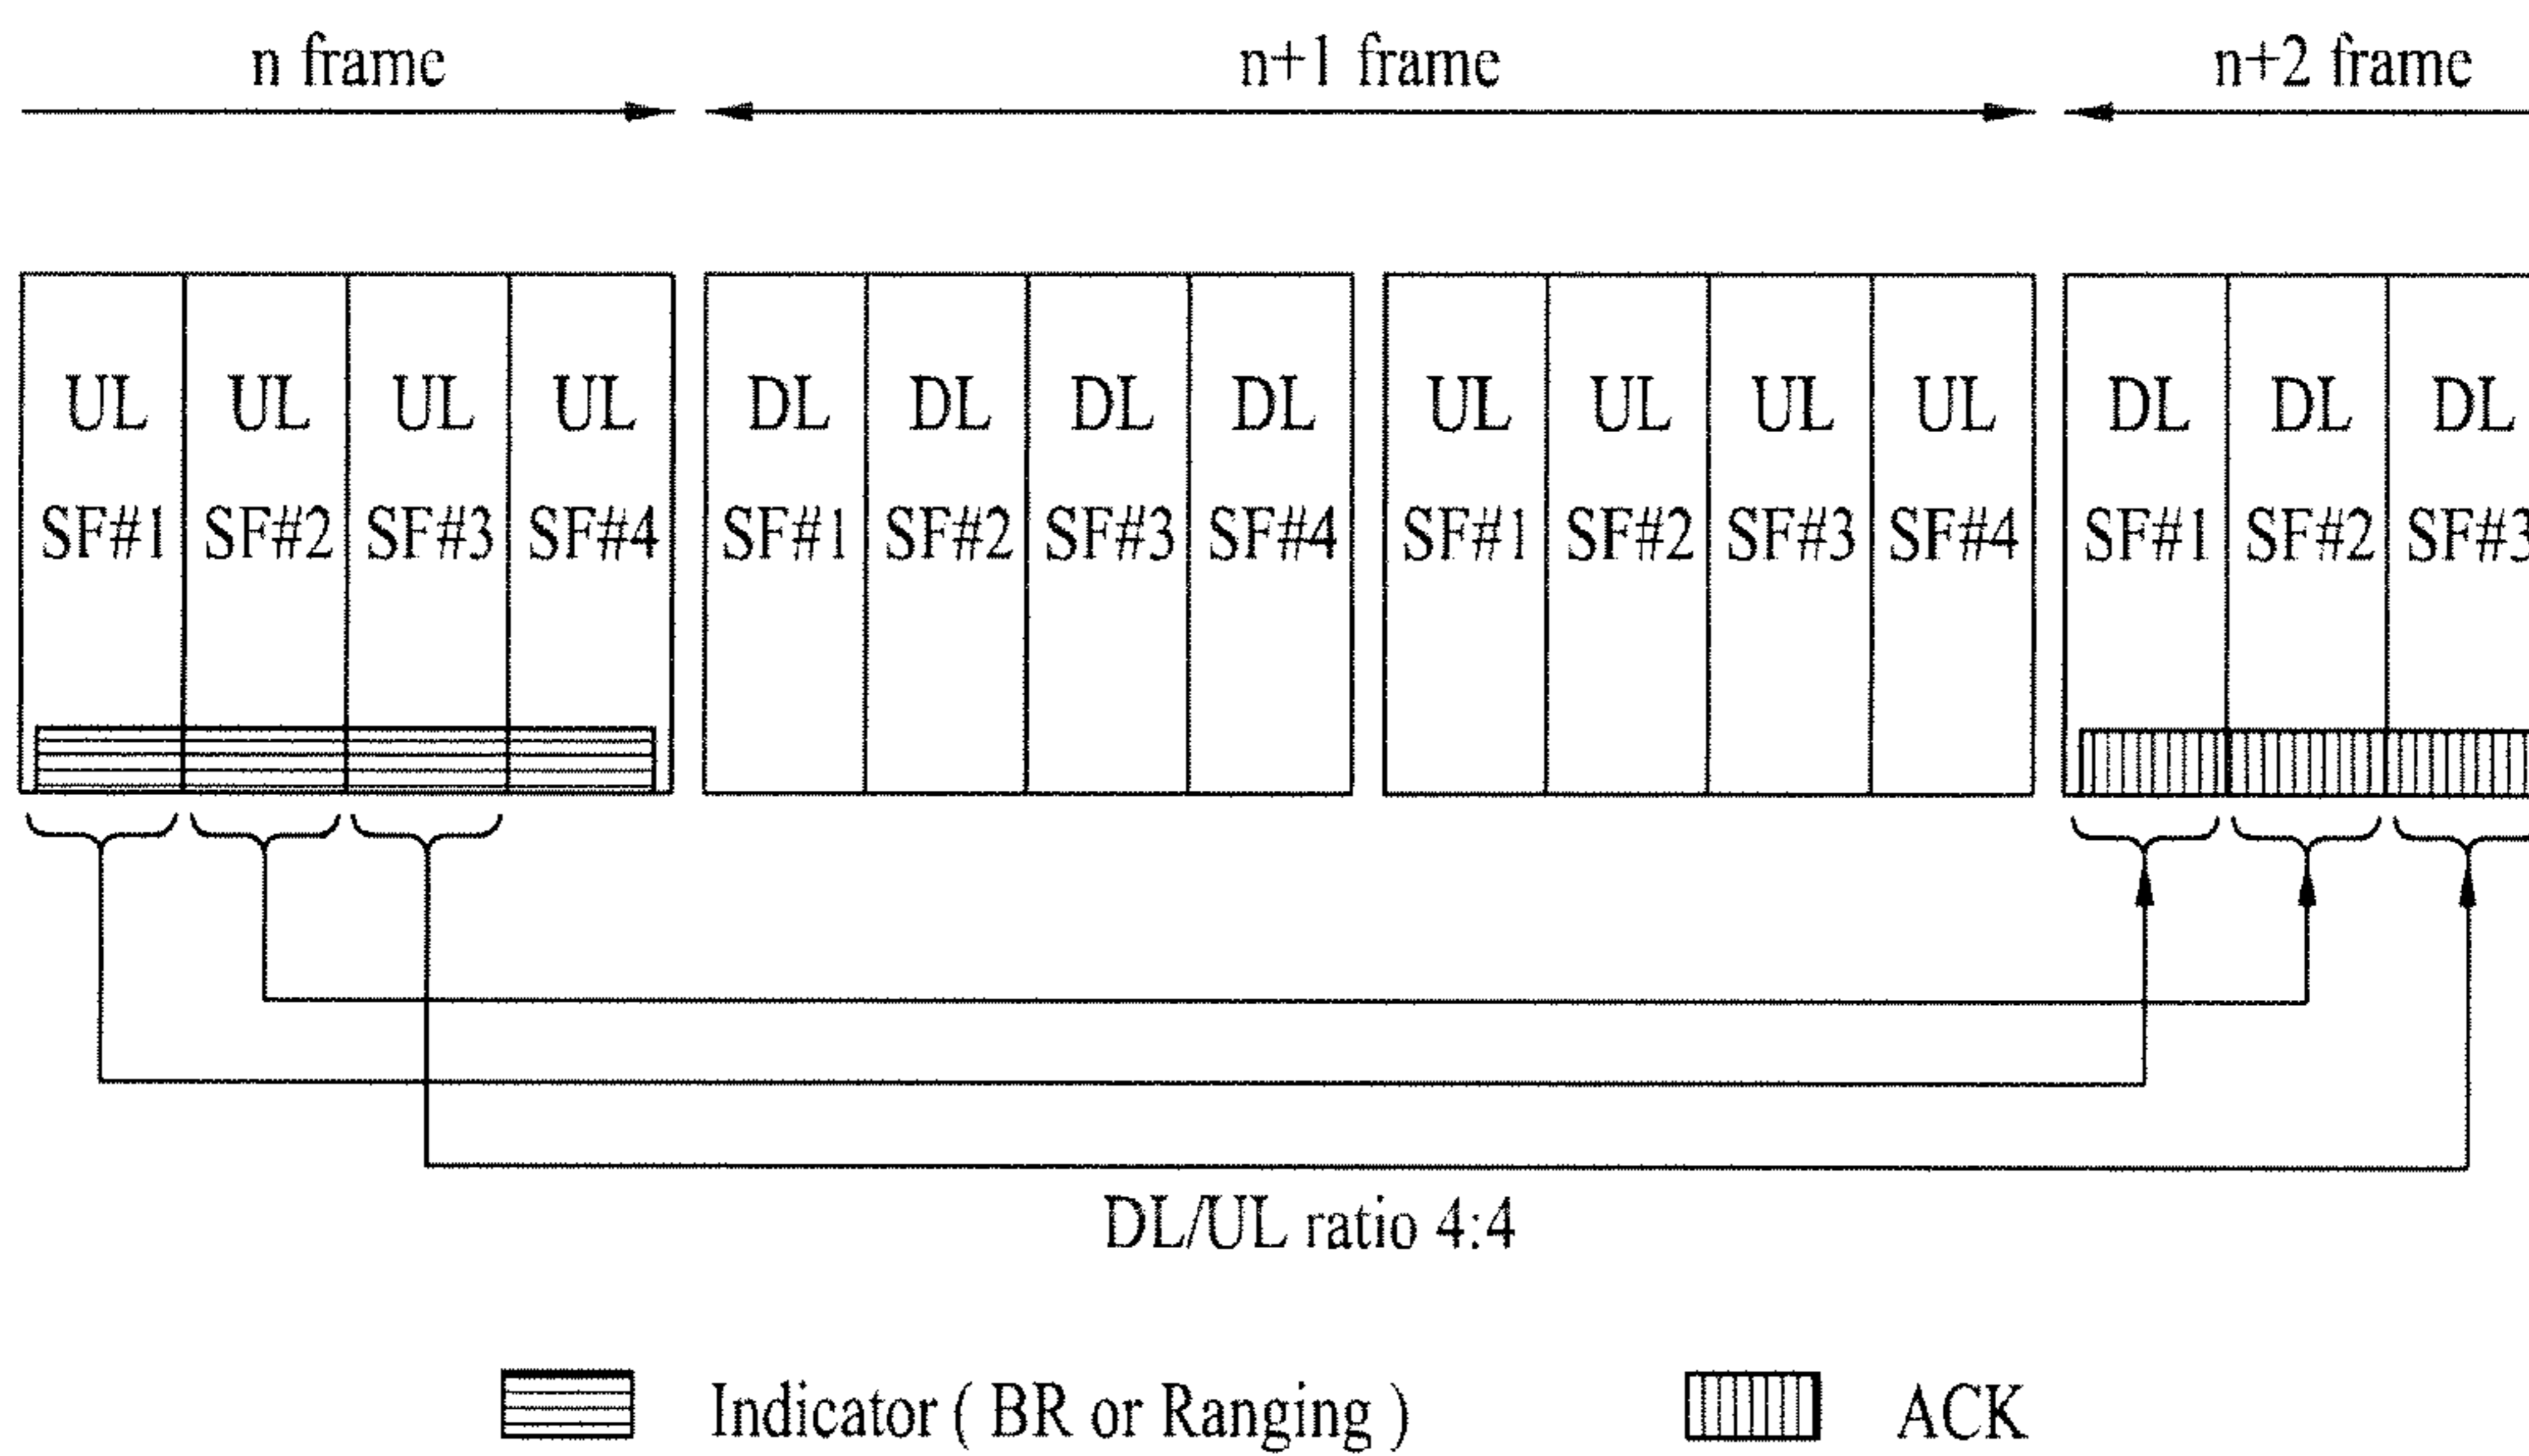 n frame n+1 frame n+2 frame
UL UL UL UL DL DL DL DL UL UL UL UL DL DL DL
SF#1 SF#2 SF#3 SF#4 SF#1 SF#2 SF#3 SF#4 SF#1 SF#2 SF#3 SF#4 SF#1 SF#2 SF#3
DL/UL ratio 4:4
Indicator ( BR or Ranging ) ACK